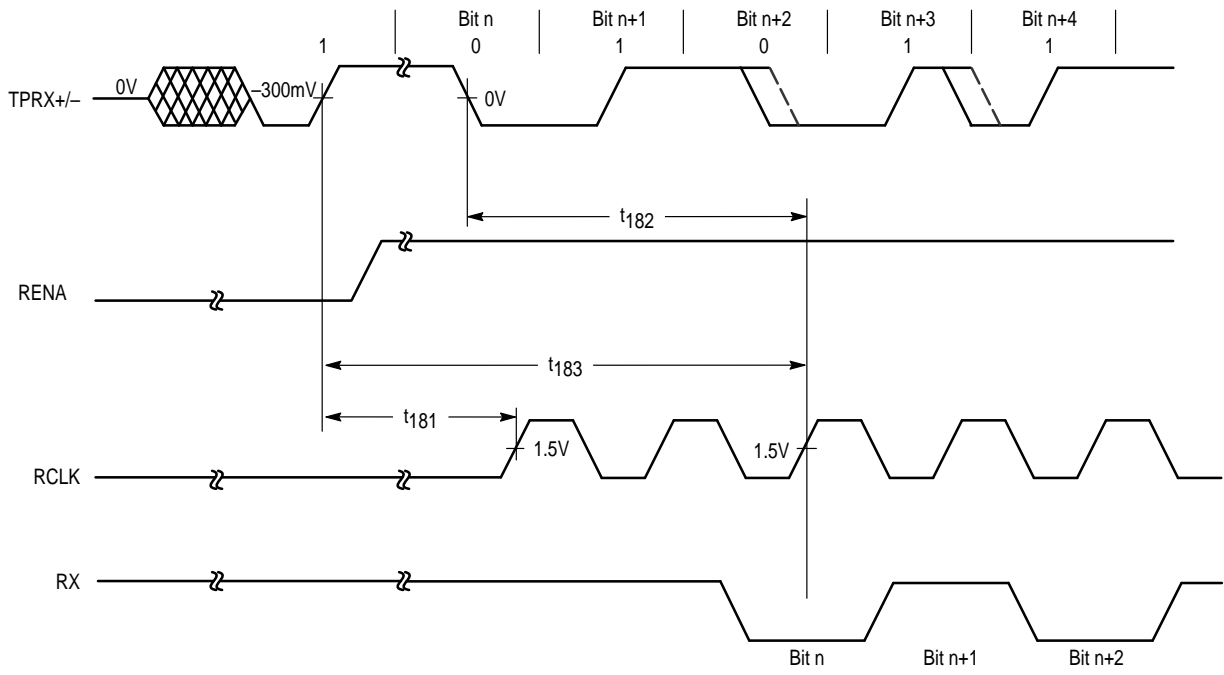 Bit n Bit n+1 Bit n+2 Bit n+3 Bit n+4
1 0 1 0 1 1
TPRX+/– 0V –300mV 0V
t182
RENA
t183
t181
RCLK 1.5V 1.5V
RX
Bit n Bit n+1 Bit n+2